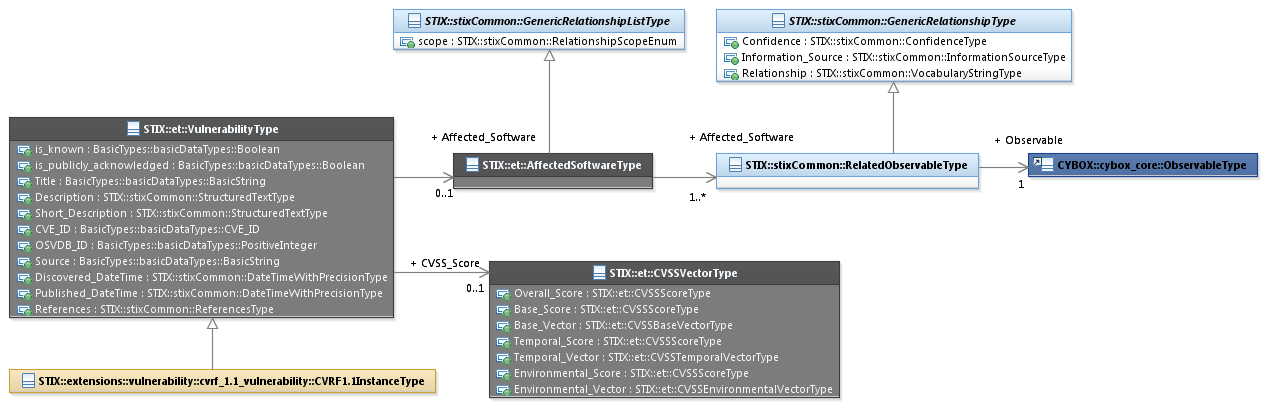 STIX::stixCommon::GenericRelationshipListType
scope : STIX::stixCommon::RelationshipScopeEnum
STIX::stixCommon::GenericRelationshipType
Confidence : STIX::stixCommon::ConfidenceType
Information_Source : STIX::stixCommon::InformationSourceType
Relationship : STIX::stixCommon::VocabularyStringType
STIX::et::VulnerabilityType
is_known : BasicTypes::basicDataTypes::Boolean
is_publicly_acknowledged : BasicTypes::basicDataTypes::Boolean
Title : BasicTypes::basicDataTypes::BasicString
Description : STIX::stixCommon::StructuredTextType
Short_Description : STIX::stixCommon::StructuredTextType
CVE_ID : BasicTypes::basicDataTypes::CVE_ID
OSVDB_ID : BasicTypes::basicDataTypes::PositiveInteger
Source : BasicTypes::basicDataTypes::BasicString
Discovered_DateTime : STIX::stixCommon::DateTimeWithPrecisionType
Published_DateTime : STIX::stixCommon::DateTimeWithPrecisionType
References : STIX::stixCommon::ReferencesType
+ Affected_Software
0..1
STIX::et::AffectedSoftwareType
+ Affected_Software
1..*
STIX::stixCommon::RelatedObservableType
+ Observable
1
CYBOX::cybox_core::ObservableType
+ CVSS_Score
0..1
STIX::et::CVSSVectorType
Overall_Score : STIX::et::CVSSScoreType
Base_Score : STIX::et::CVSSScoreType
Base_Vector : STIX::et::CVSSBaseVectorType
Temporal_Score : STIX::et::CVSSScoreType
Temporal_Vector : STIX::et::CVSSTemporalVectorType
Environmental_Score : STIX::et::CVSSScoreType
Environmental_Vector : STIX::et::CVSSEnvironmentalVectorType
STIX::extensions::vulnerability::cvrf_1.1_vulnerability::CVRF1.1InstanceType